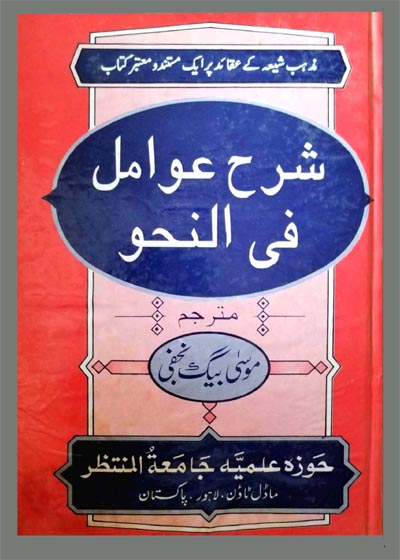 مذہب شیعہ کے عقائد پر ایک مستند و معتبر کتاب
شرح عوامل
فی النحو
مترجم
موسیٰ بیگ نجفی
حوزہ علمیہ جامعۃ المنتظر
ماڈل ٹاؤن، لاہور، پاکستان